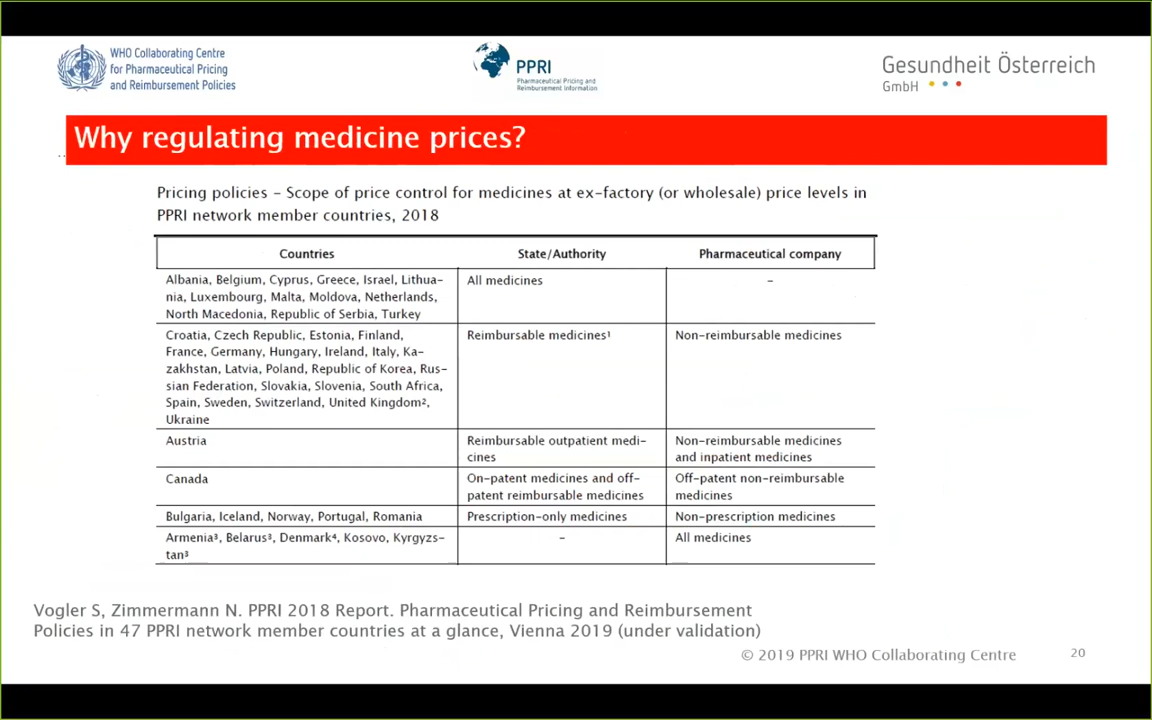 WHO Collaborating Centre
for Pharmaceutical Pricing
and Reimbursement Policies
PPRI
Pharmaceutical Pricing and
Reimbursement Information
Gesundheit Österreich
GmbH
Why regulating medicine prices?
Pricing policies – Scope of price control for medicines at ex-factory (or wholesale) price levels in
PPRI network member countries, 2018
Countries
State/Authority
Pharmaceutical company
Albania, Belgium, Cyprus, Greece, Israel, Lithua-
nia, Luxembourg, Malta, Moldova, Netherlands,
North Macedonia, Republic of Serbia, Turkey
All medicines
–
Croatia, Czech Republic, Estonia, Finland,
France, Germany, Hungary, Ireland, Italy, Ka-
zakhstan, Latvia, Poland, Republic of Korea, Rus-
sian Federation, Slovakia, Slovenia, South Africa,
Spain, Sweden, Switzerland, United Kingdom²,
Ukraine
Reimbursable medicines¹
Non-reimbursable medicines
Austria
Reimbursable outpatient medi-
cines
Non-reimbursable medicines
and inpatient medicines
Canada
On-patent medicines and off-
patent reimbursable medicines
Off-patent non-reimbursable
medicines
Bulgaria, Iceland, Norway, Portugal, Romania
Prescription-only medicines
Non-prescription medicines
Armenia³, Belarus³, Denmark⁴, Kosovo, Kyrgyzs-
tan³
–
All medicines
Vogler S, Zimmermann N. PPRI 2018 Report. Pharmaceutical Pricing and Reimbursement
Policies in 47 PPRI network member countries at a glance, Vienna 2019 (under validation)
© 2019 PPRI WHO Collaborating Centre
20